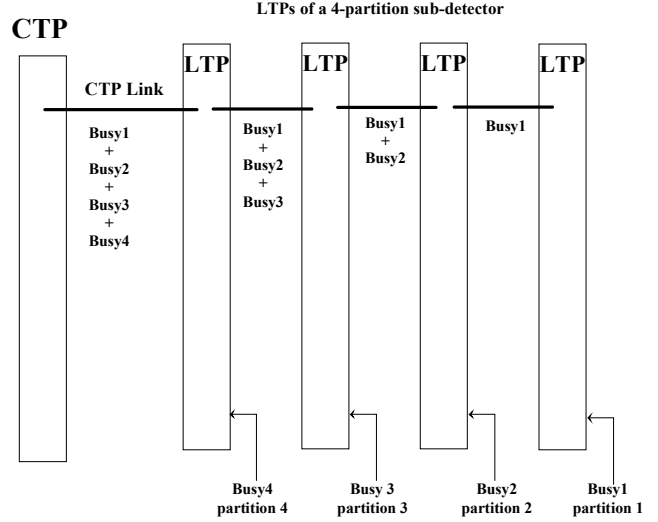 LTPs of a 4-partition sub-detector
CTP
LTP
LTP
LTP
LTP
CTP Link
Busy1
+
Busy2
+
Busy3
+
Busy4
Busy1
+
Busy2
+
Busy3
Busy1
+
Busy2
Busy1
Busy4
partition 4
Busy 3
partition 3
Busy2
partition 2
Busy1
partition 1